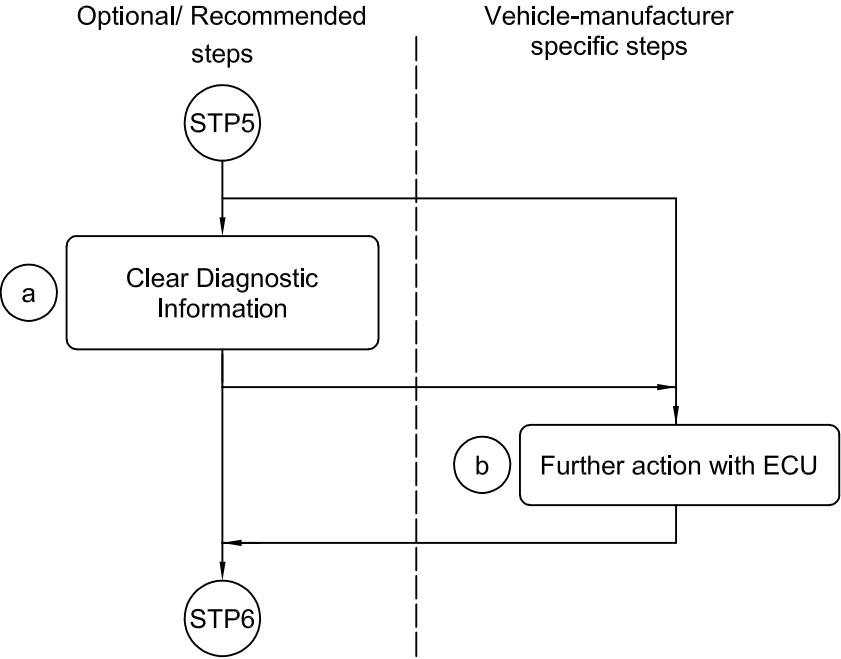 Optional/ Recommended
steps
Vehicle-manufacturer
specific steps
STP5
a
Clear Diagnostic
Information
b
Further action with ECU
STP6